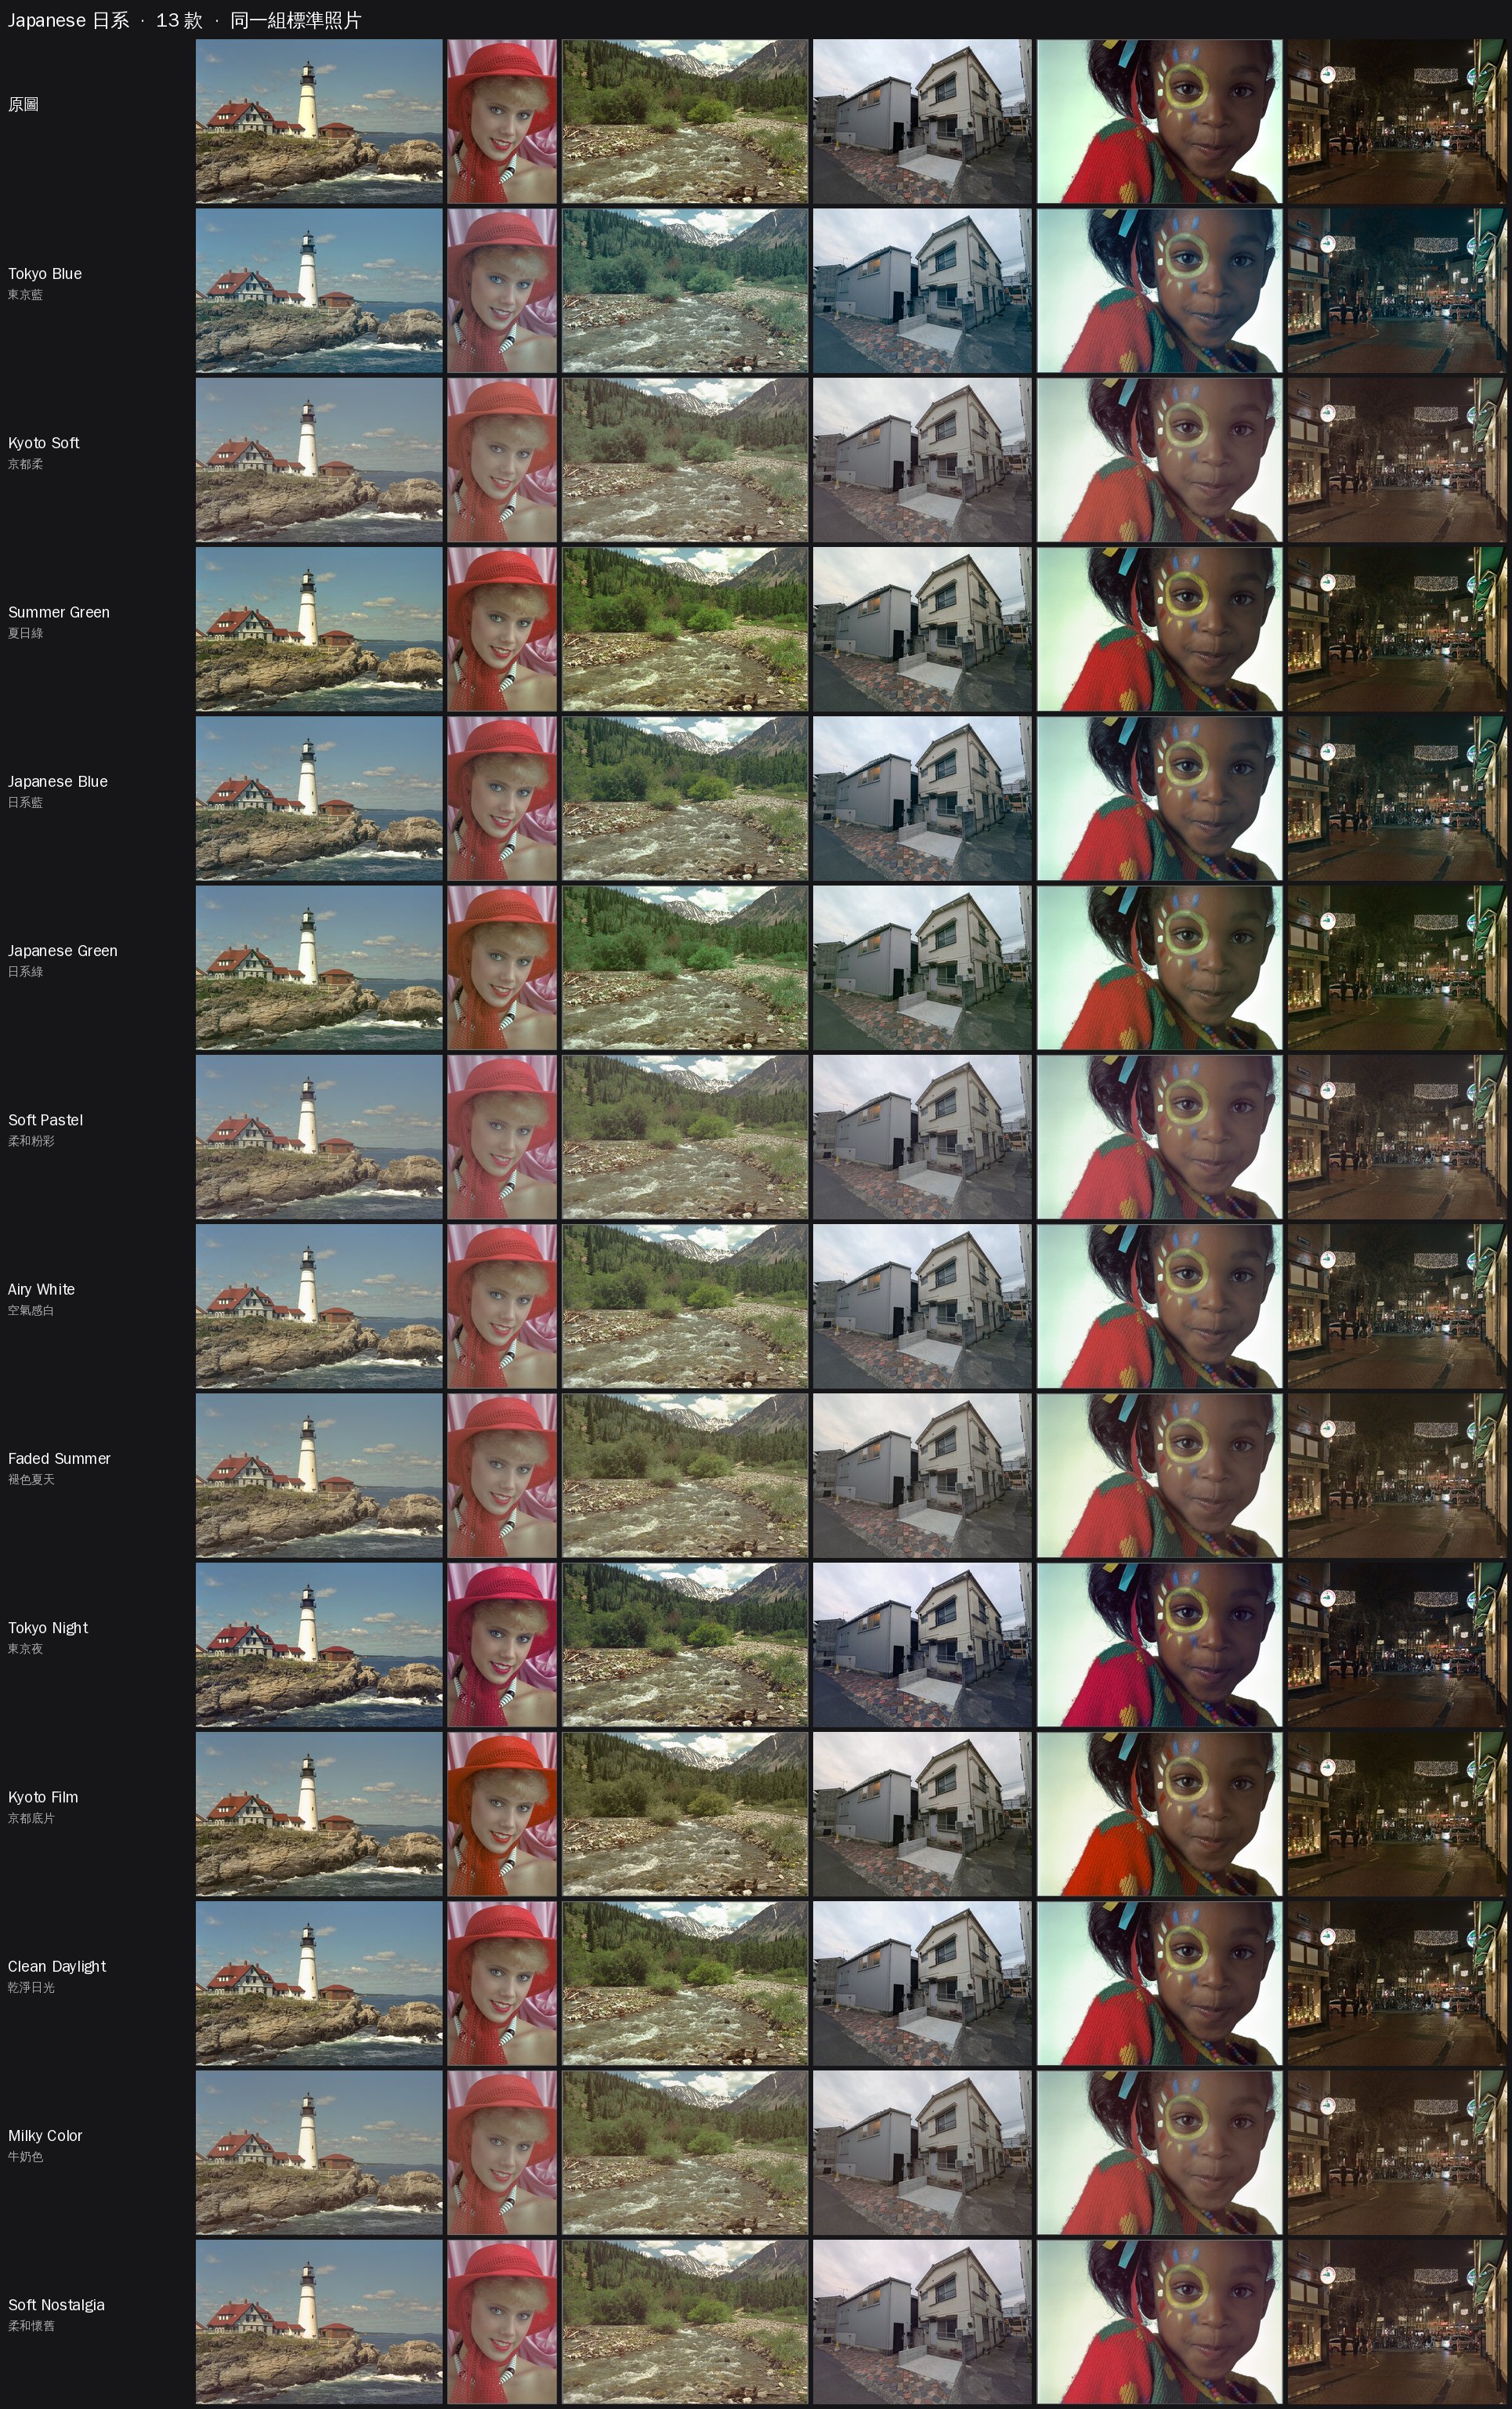 Japanese 日系 · 13 款 · 同一組標準照片
原圖
Tokyo Blue
東京藍
Kyoto Soft
京都柔
Summer Green
夏日綠
Japanese Blue
日系藍
Japanese Green
日系綠
Soft Pastel
柔和粉彩
Airy White
空氣感白
Faded Summer
褪色夏天
Tokyo Night
東京夜
Kyoto Film
京都底片
Clean Daylight
乾淨日光
Milky Color
牛奶色
Soft Nostalgia
柔和懷舊